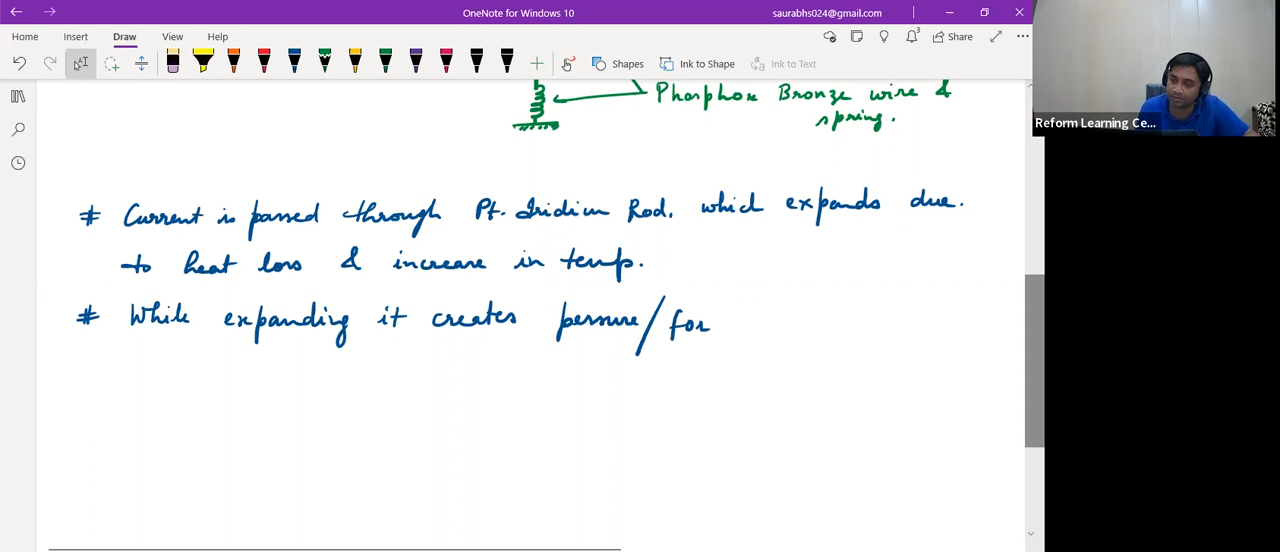 OneNote for Windows 10
saurabhs024@gmail.com
Home Insert Draw View Help
3
Share
Shapes
Ink to Shape
Ink to Text
Reform Learning Ce...
Phosphor Bronze wire &
spring.
# Current is passed through Pt. Iridium Rod. which expands due.
to heat loss & increase in temp.
# While expanding it creates perssure/for